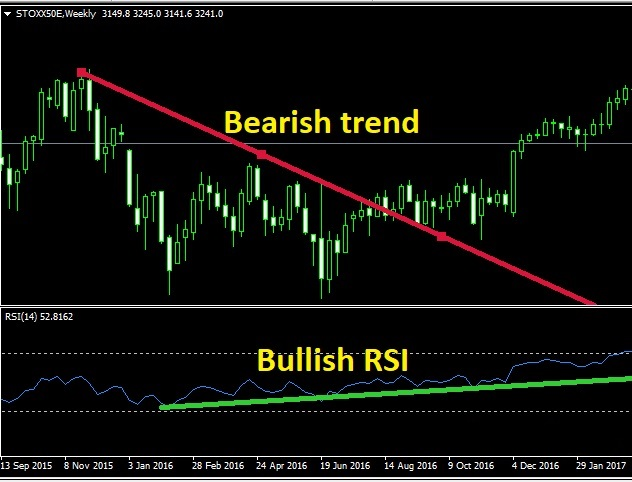 STOXX50E,Weekly 3149.8 3245.0 3141.6 3241.0
Bearish trend
RSI(14) 52.8162
Bullish RSI
13 Sep 2015 8 Nov 2015 3 Jan 2016 28 Feb 2016 24 Apr 2016 19 Jun 2016 14 Aug 2016 9 Oct 2016 4 Dec 2016 29 Jan 2017